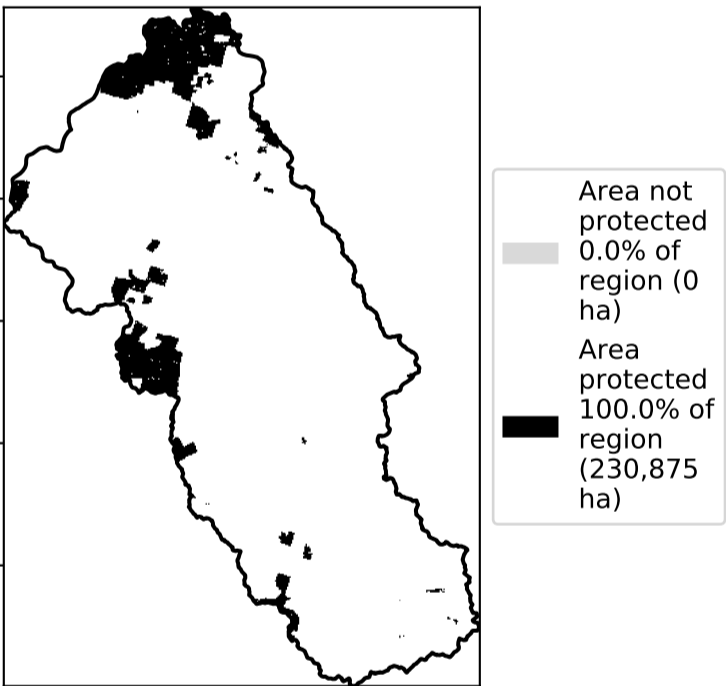 Area not
protected
0.0% of
region (0
ha)
Area
protected
100.0% of
region
(230,875
ha)